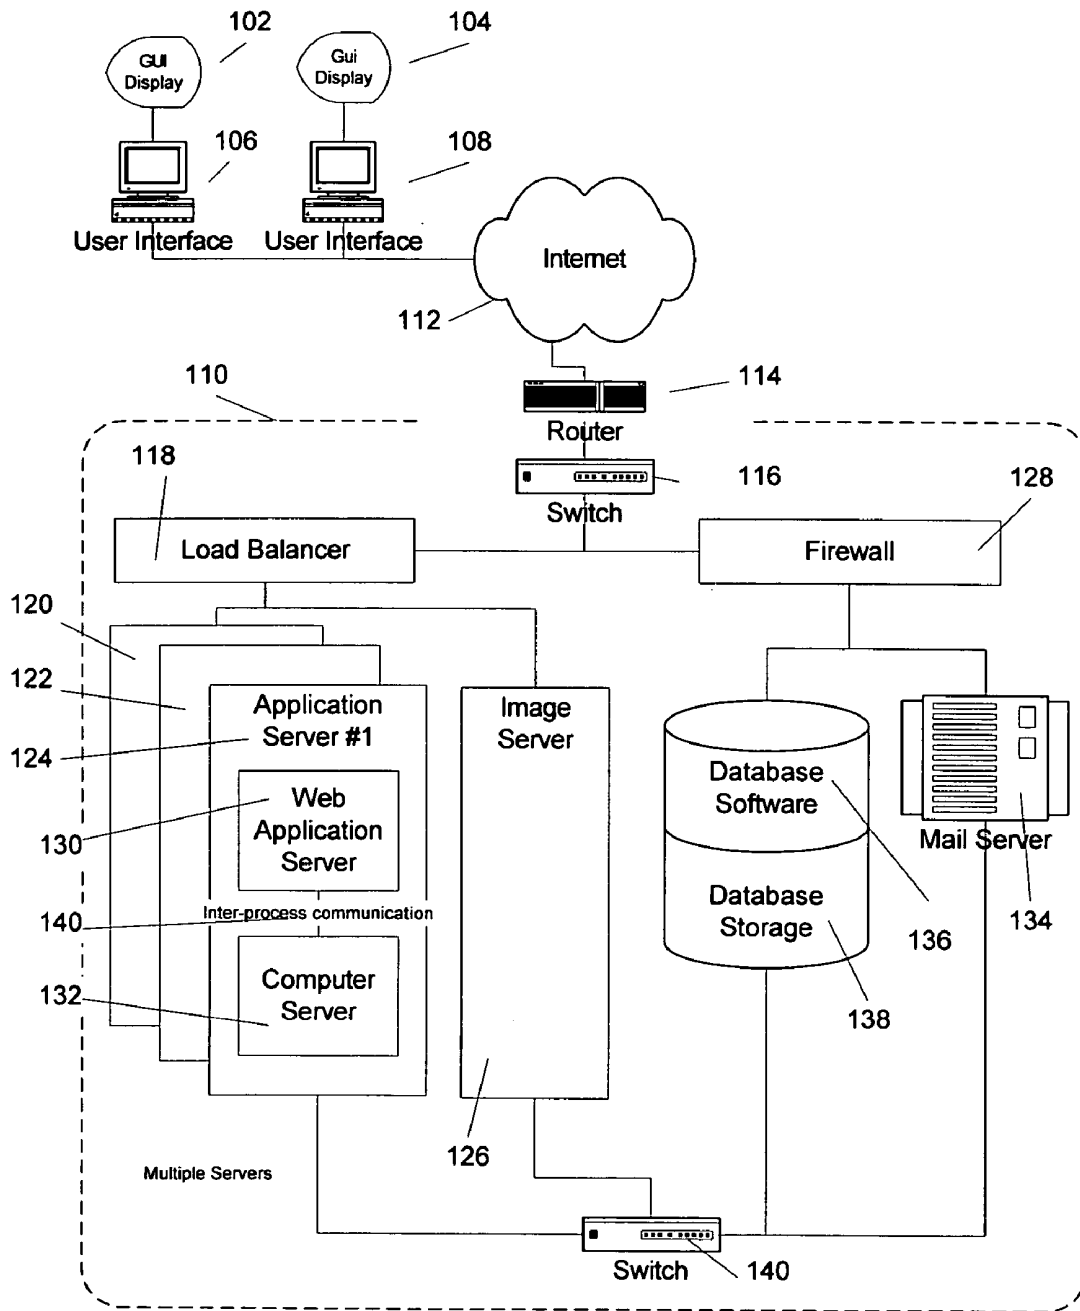 102
104
GUI
Display
Gui
Display
106
108
User Interface
User Interface
Internet
112
110
114
Router
118
116
128
Switch
Load Balancer
Firewall
120
122
124
Application
Server #1
Image
Server
Database
Software
130
Web
Application
Server
Mail Server
140
Inter-process communication
Database
Storage
136
134
132
Computer
Server
138
126
Multiple Servers
Switch
140